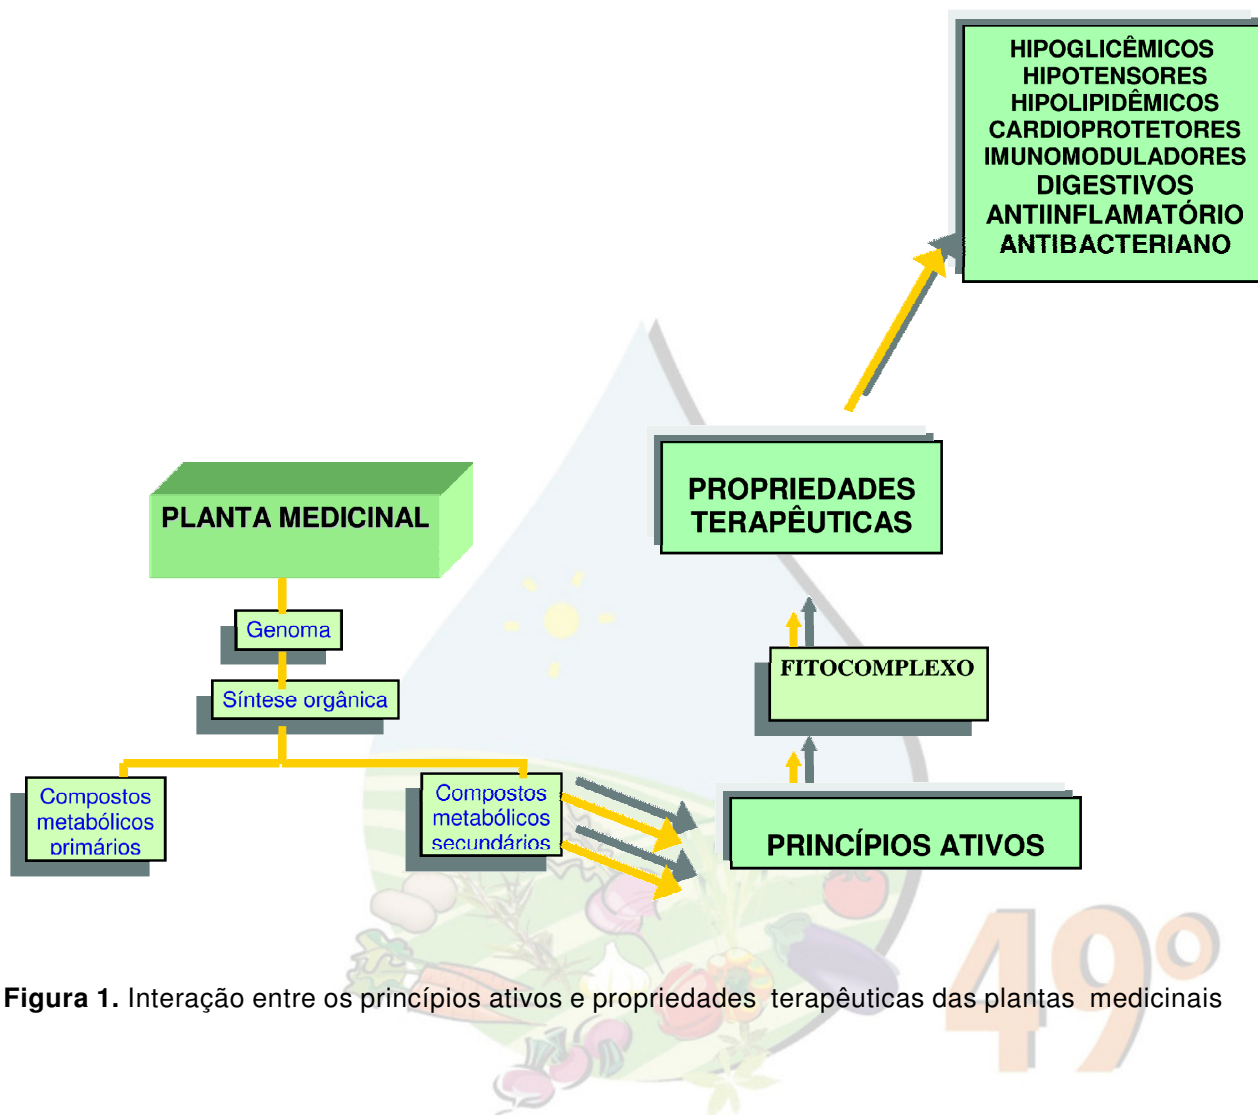 HIPOGLICÊMICOS
HIPOTENSORES
HIPOLIPIDÊMICOS
CARDIOPROTETORES
IMUNOMODULADORES
DIGESTIVOS
ANTIINFLAMATÓRIO
ANTIBACTERIANO
PROPRIEDADES
TERAPÊUTICAS
PLANTA MEDICINAL
Genoma
Síntese orgânica
FITOCOMPLEXO
Compostos
metabólicos
primários
Compostos
metabólicos
secundários
PRINCÍPIOS ATIVOS
49º
Figura 1. Interação entre os princípios ativos e propriedades terapêuticas das plantas medicinais